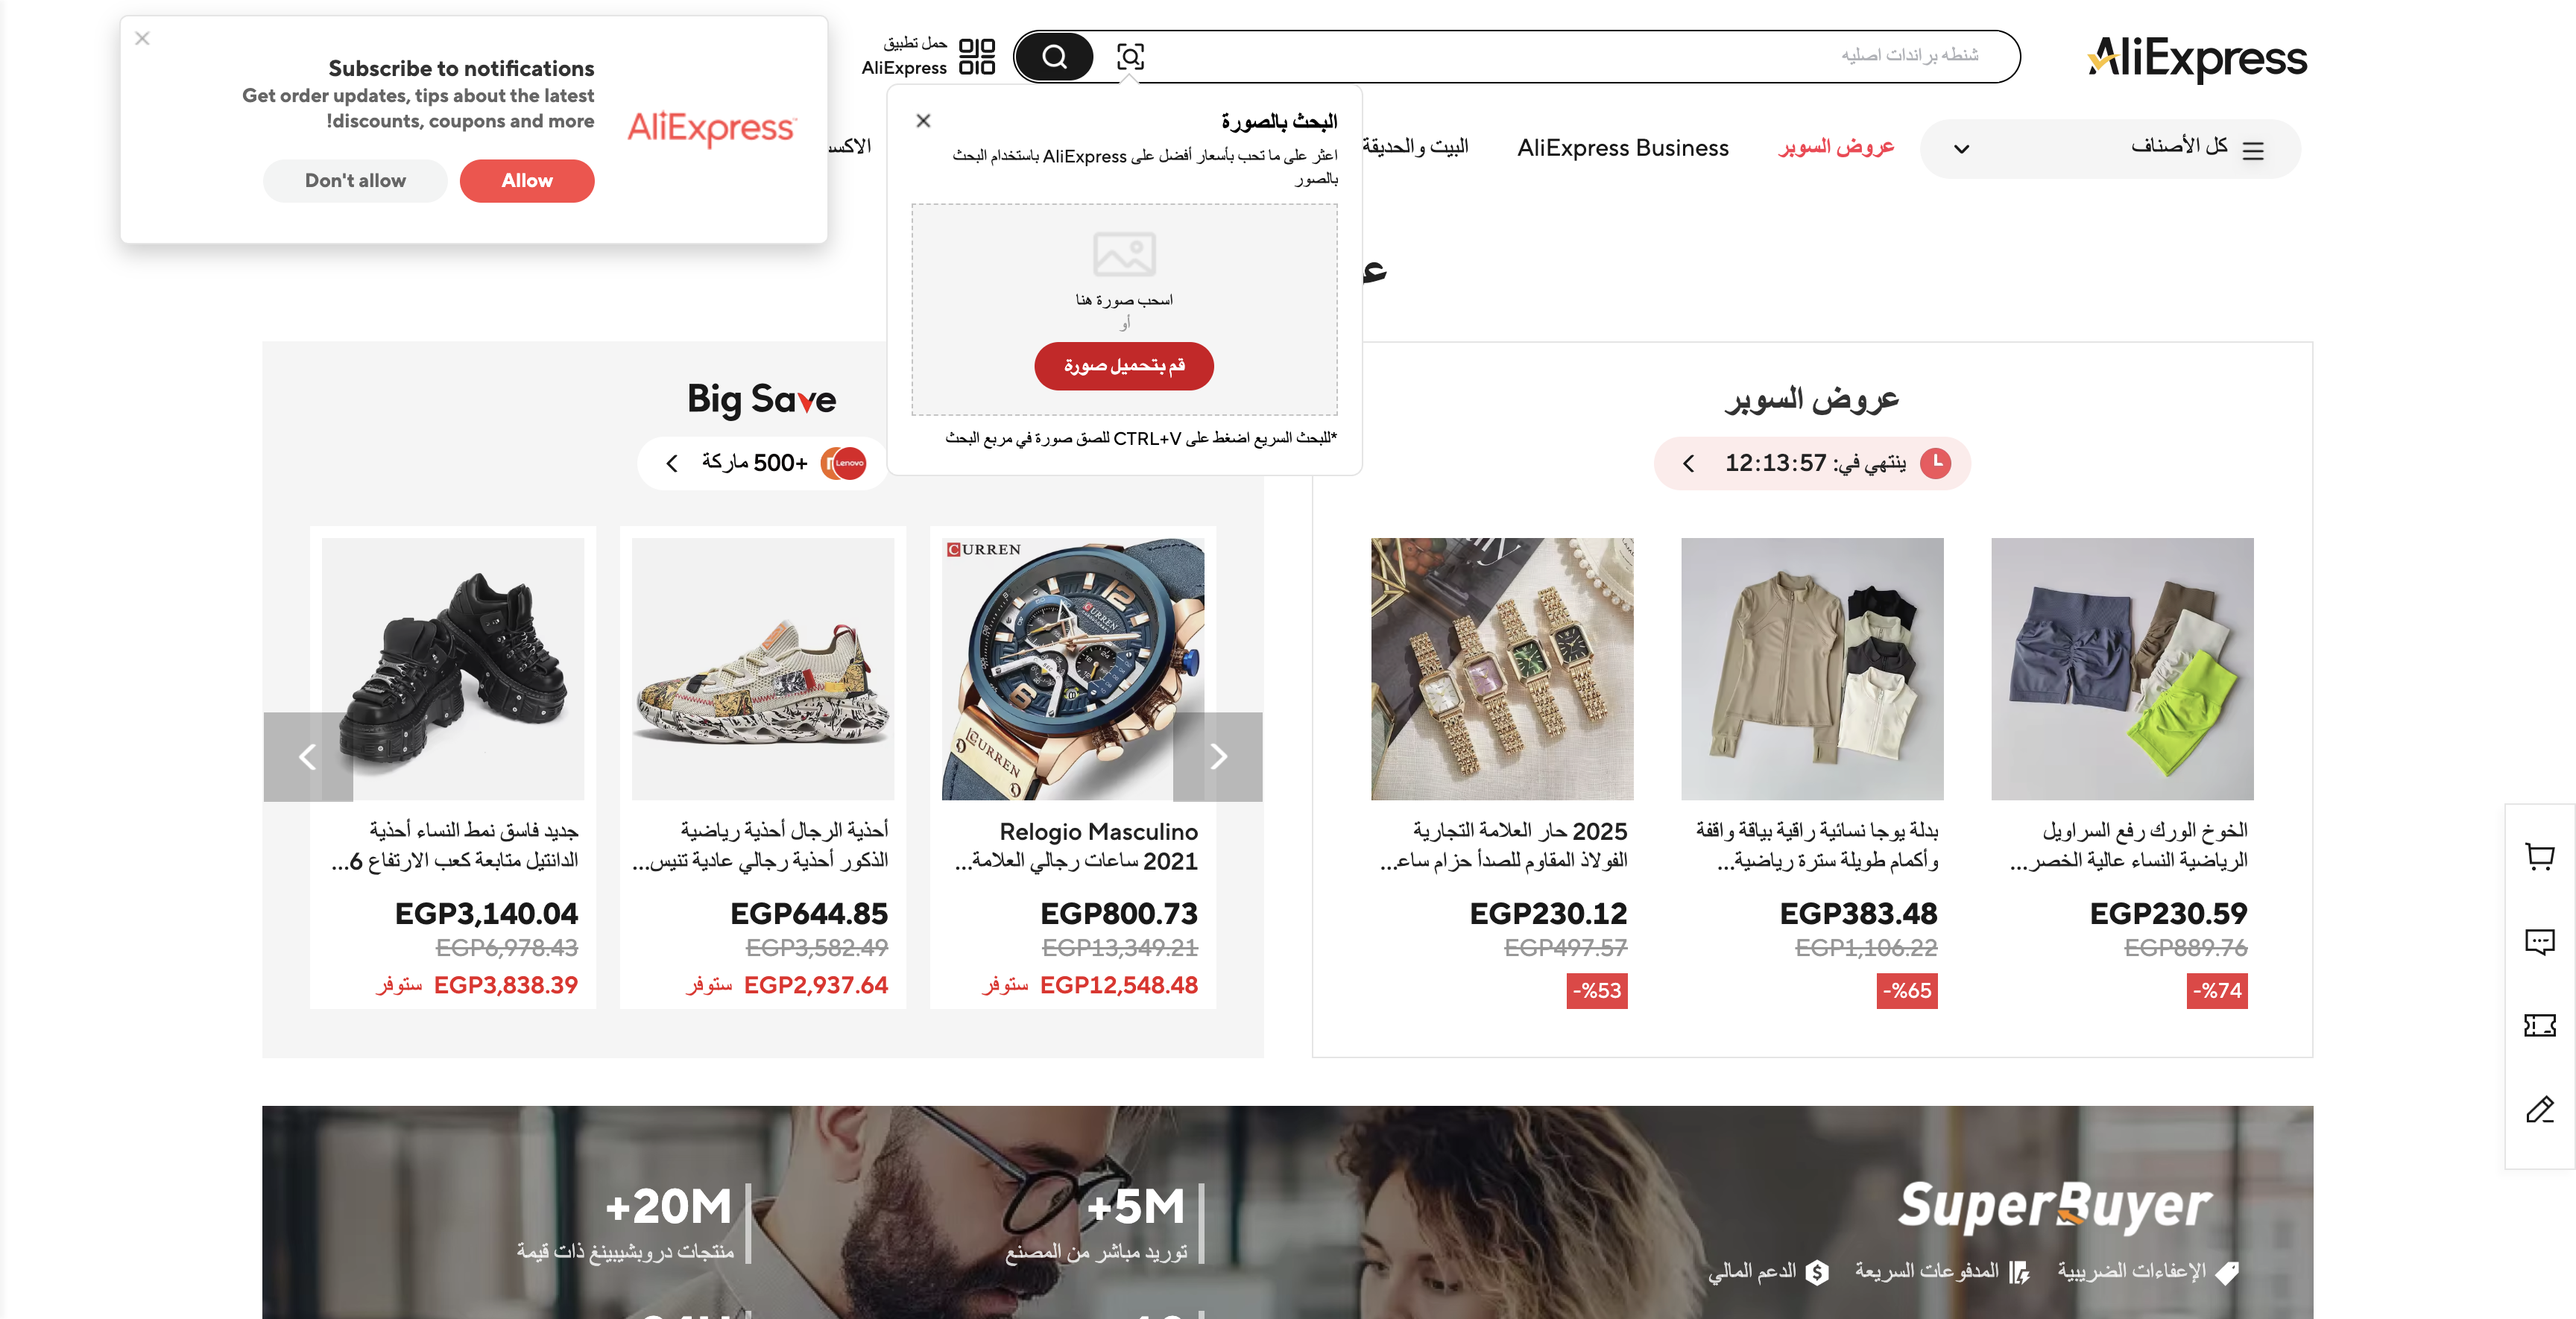 AliExpress
شنطه براندات اصليه
حمل تطبيق
AliExpress
Subscribe to notifications
Get order updates, tips about the latest
!discounts, coupons and more
AliExpress
Allow
Don't allow
كل الأصناف
عروض السوبر
AliExpress Business
البيت والحديقة
البحث بالصورة
اعثر على ما تحب بأسعار أفضل على AliExpress باستخدام البحث
بالصور
اسحب صورة هنا
أو
قم بتحميل صورة
*للبحث السريع اضغط على CTRL+V للصق صورة في مربع البحث
عروض السوبر
ينتهي في: 12:13:57
الخوخ الورك رفع السراويل
الرياضية النساء عالية الخصر...
EGP230.59
EGP889.76
-%74
بدلة يوجا نسائية راقية بياقة واقفة
وأكمام طويلة سترة رياضية...
EGP383.48
EGP1,106.22
-%65
2025 حار العلامة التجارية
الفولاذ المقاوم للصدأ حزام ساع...
EGP230.12
EGP497.57
-%53
Big Save
Lenovo
+500 ماركة
CURREN
CURREN
CURREN
Relogio Masculino
2021 ساعات رجالي العلامة...
EGP800.73
EGP13,349.21
ستوفر EGP12,548.48
أحذية الرجال أحذية رياضية
الذكور أحذية رجالي عادية تنيس...
EGP644.85
EGP3,582.49
ستوفر EGP2,937.64
جديد فاسق نمط النساء أحذية
الدانتيل متابعة كعب الارتفاع 6...
EGP3,140.04
EGP6,978.43
ستوفر EGP3,838.39
SuperBuyer
الإعفاءات الضريبية
المدفوعات السريعة
الدعم المالي
+5M
توريد مباشر من المصنع
+20M
منتجات دروبشيبينغ ذات قيمة